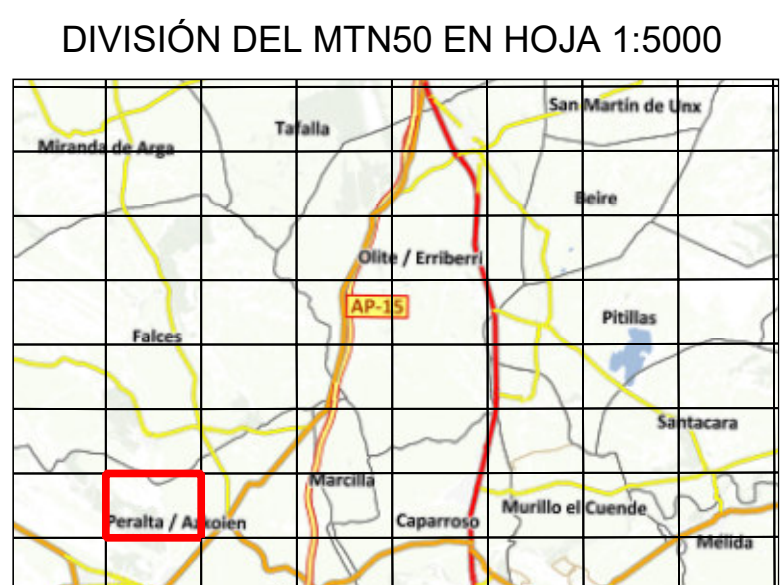 DIVISIÓN DEL MTN50 EN HOJA 1:5000
San Martín de Unx
Tafalla
Miranda de Arga
Beire
Olite / Erriberri
AP-15
Pitillas
Falces
Santacara
Marcilla
Murillo el Cuende
Peralta / Azkoien
Caparroso
Mélida